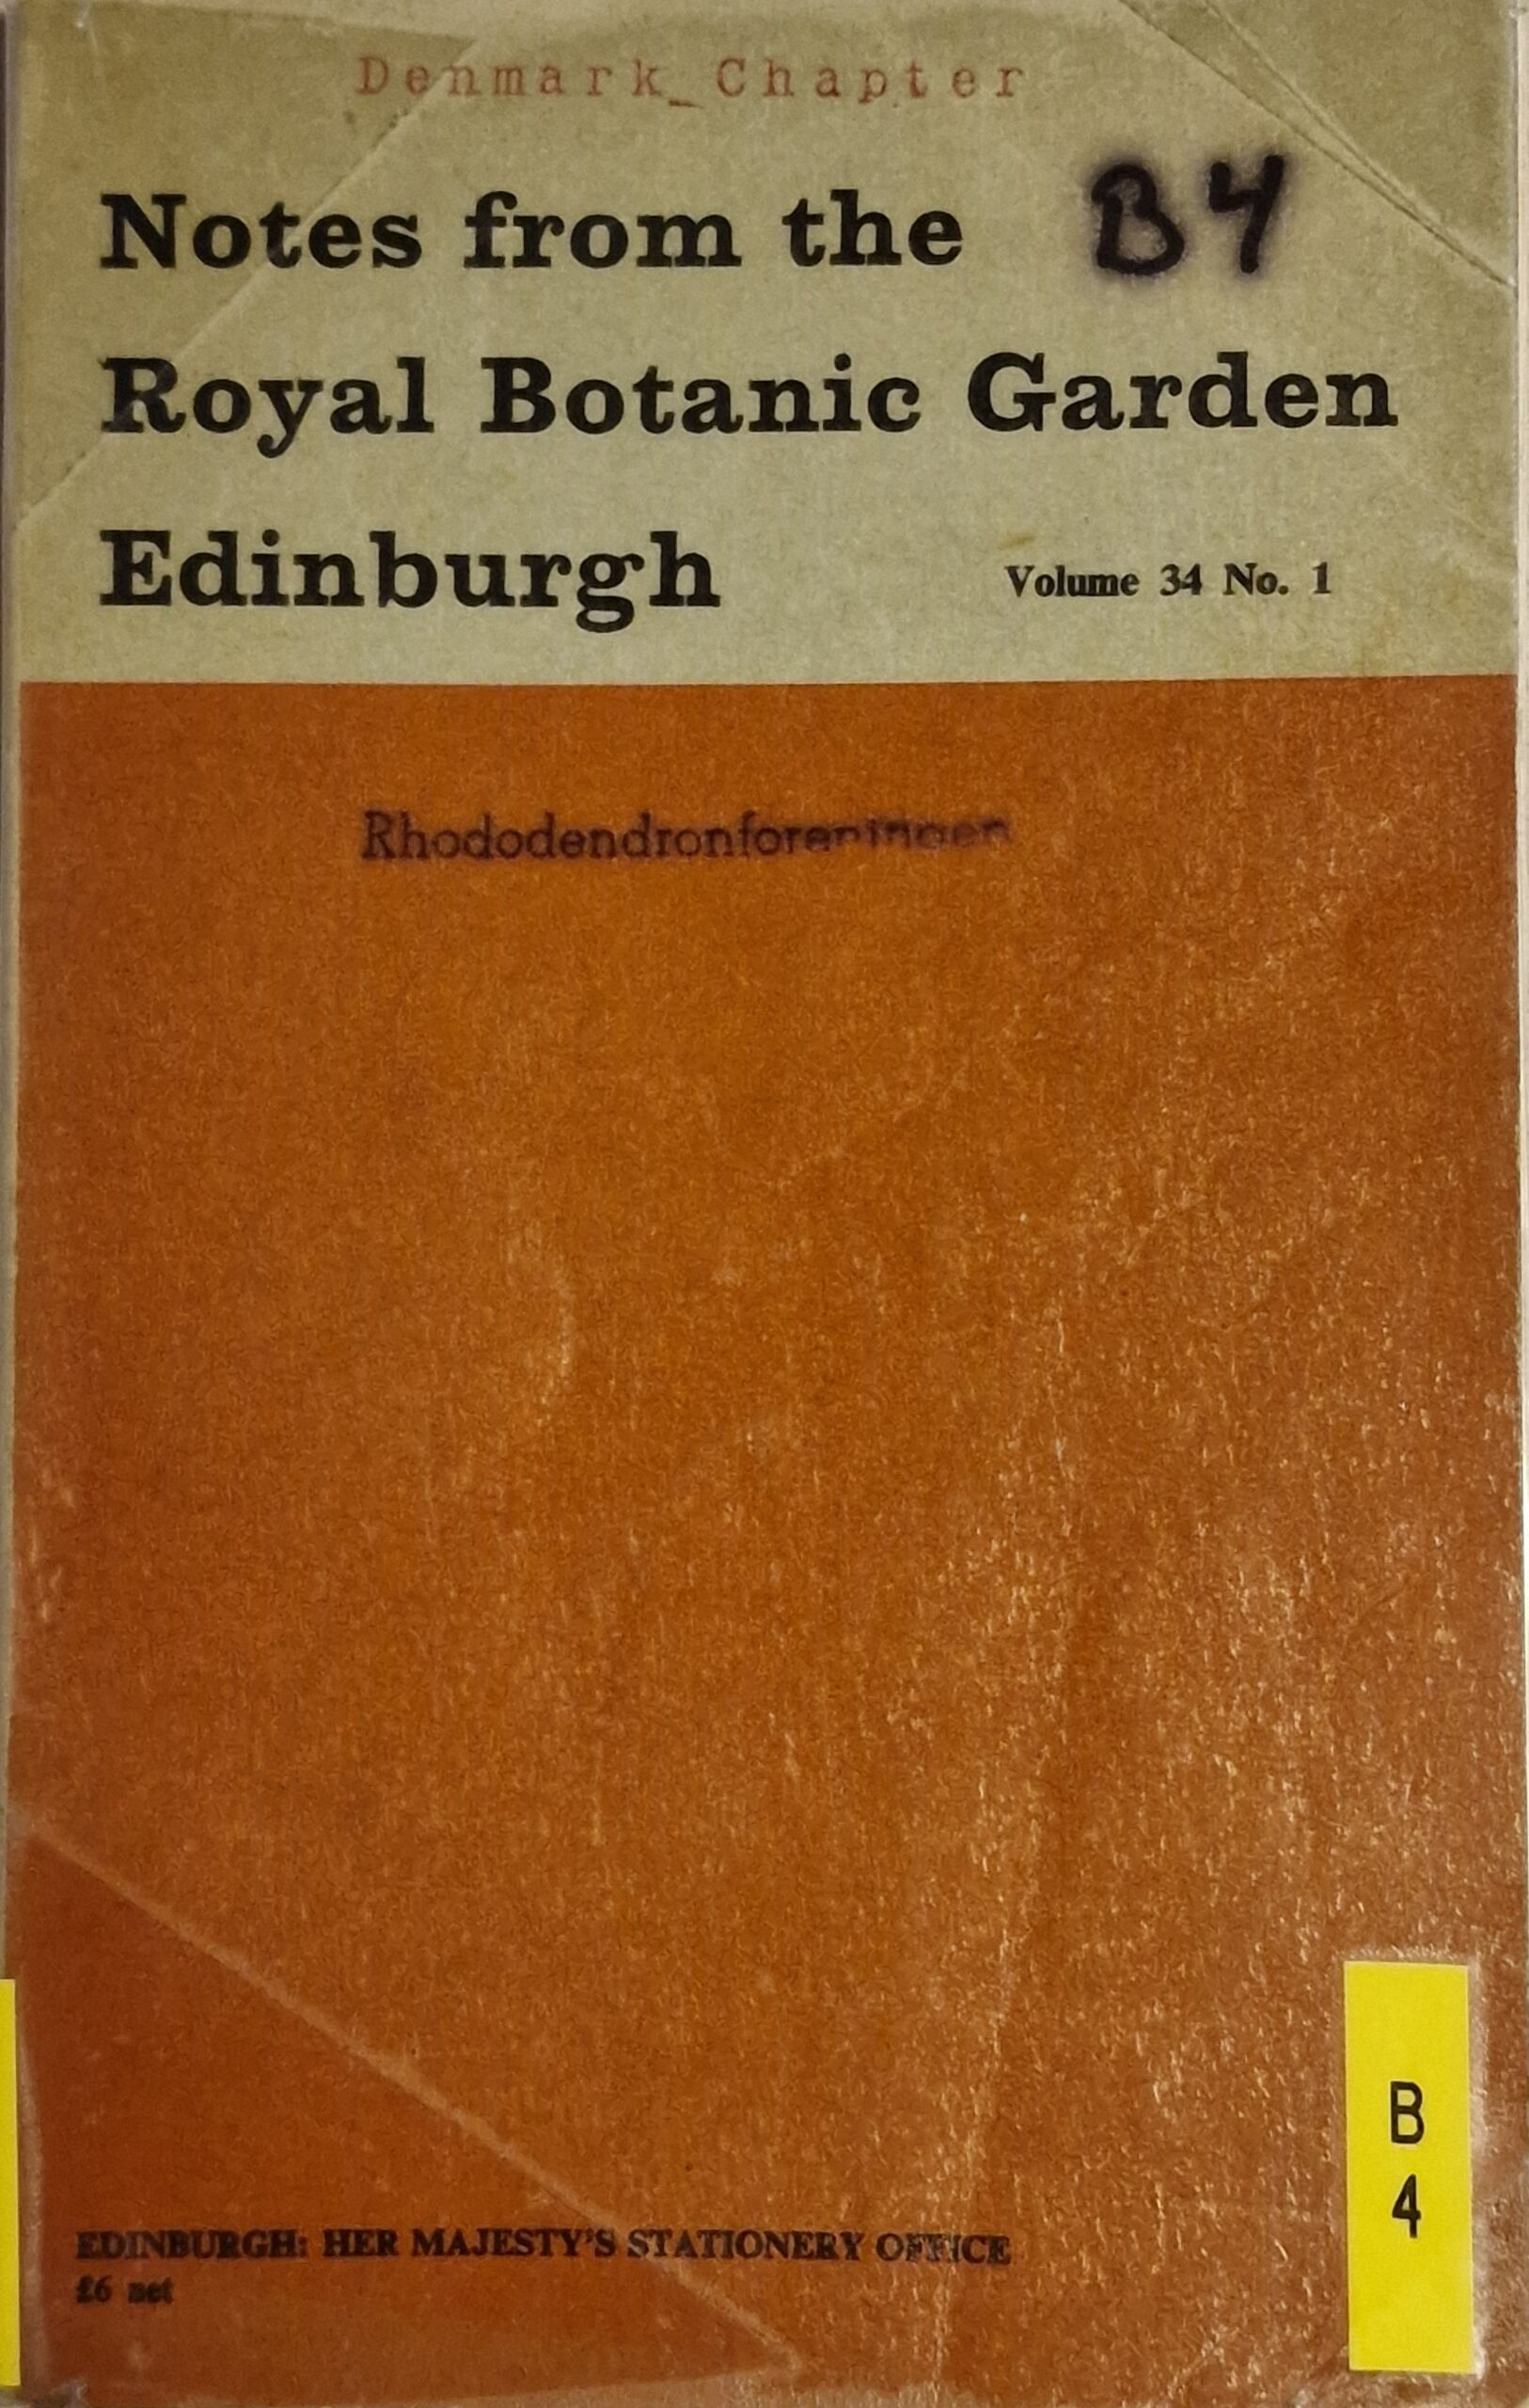 Denmark_Chapter
Notes from the
B4
Royal Botanic Garden
Edinburgh
Volume 34 No. 1
Rhododendronforeningen
EDINBURGH: HER MAJESTY'S STATIONERY OFFICE
£6 net
B
4